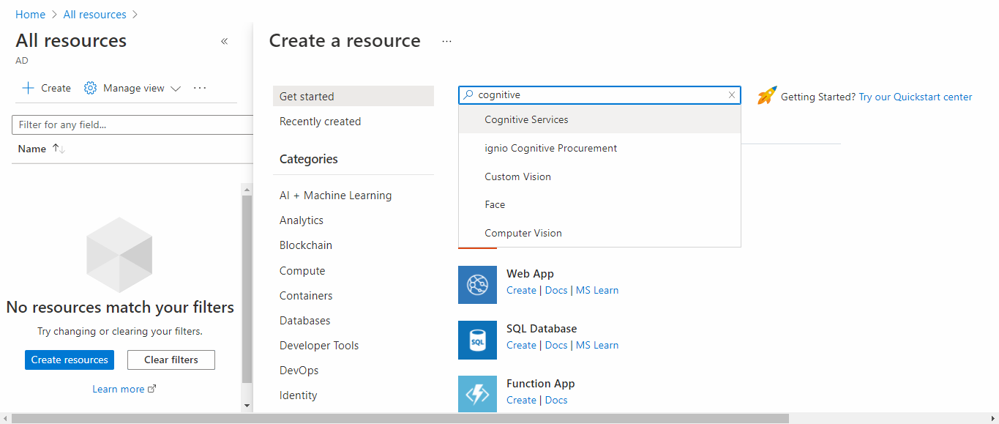 Home > All resources >
All resources «
AD
+ Create Manage view ···
Filter for any field...
Name ↑↓
No resources match your filters
Try changing or clearing your filters.
Create resources Clear filters
Learn more
Create a resource ···
Get started
Recently created
Categories
AI + Machine Learning
Analytics
Blockchain
Compute
Containers
Databases
Developer Tools
DevOps
Identity
cognitive
Cognitive Services
ignio Cognitive Procurement
Custom Vision
Face
Computer Vision
Web App
Create | Docs | MS Learn
SQL
SQL Database
Create | Docs | MS Learn
Function App
Create | Docs
Getting Started? Try our Quickstart center